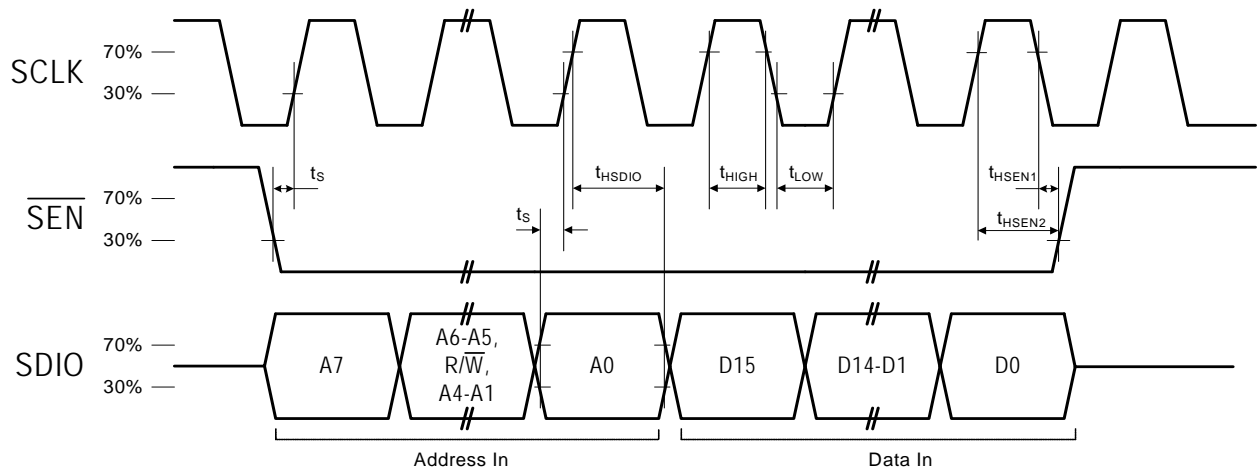 SCLK
70%
30%
SEN
70%
30%
tS
tHSDIO
tHIGH
tLOW
tHSEN1
tHSEN2
tS
SDIO
70%
30%
A7
A6-A5,
R/W,
A4-A1
A0
D15
D14-D1
D0
Address In
Data In